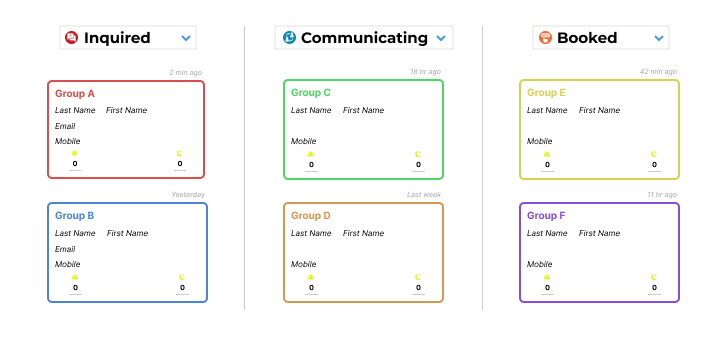 Inquired
2 min ago
Group A
Last Name First Name
Email
Mobile
0 0
Yesterday
Group B
Last Name First Name
Email
Mobile
0 0
Communicating
18 hr ago
Group C
Last Name First Name
Mobile
0 0
Last week
Group D
Last Name First Name
Mobile
0 0
Booked
42 min ago
Group E
Last Name First Name
Mobile
0 0
11 hr ago
Group F
Last Name First Name
Mobile
0 0